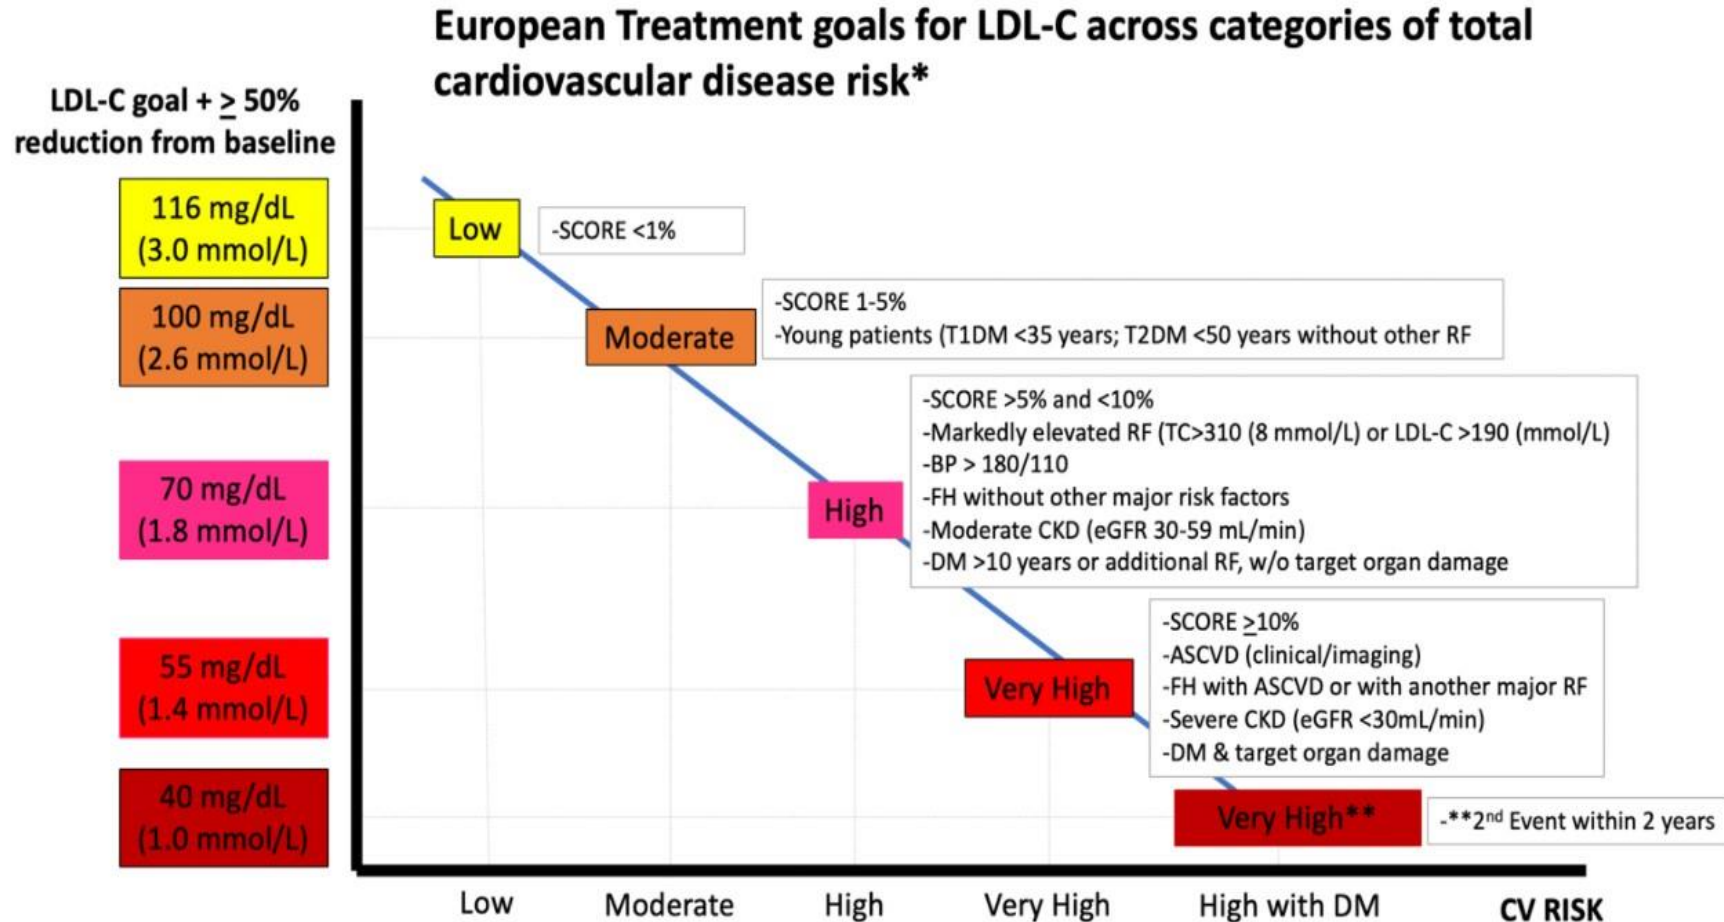 European Treatment goals for LDL-C across categories of total
cardiovascular disease risk*
LDL-C goal + ≥ 50%
reduction from baseline
116 mg/dL
(3.0 mmol/L)
100 mg/dL
(2.6 mmol/L)
70 mg/dL
(1.8 mmol/L)
55 mg/dL
(1.4 mmol/L)
40 mg/dL
(1.0 mmol/L)
Low
-SCORE <1%
Moderate
-SCORE 1-5%
-Young patients (T1DM <35 years; T2DM <50 years without other RF
High
-SCORE >5% and <10%
-Markedly elevated RF (TC>310 (8 mmol/L) or LDL-C >190 (mmol/L)
-BP > 180/110
-FH without other major risk factors
-Moderate CKD (eGFR 30-59 mL/min)
-DM >10 years or additional RF, w/o target organ damage
Very High
-SCORE ≥10%
-ASCVD (clinical/imaging)
-FH with ASCVD or with another major RF
-Severe CKD (eGFR <30mL/min)
-DM & target organ damage
Very High**
-**2nd Event within 2 years
Low
Moderate
High
Very High
High with DM
CV RISK